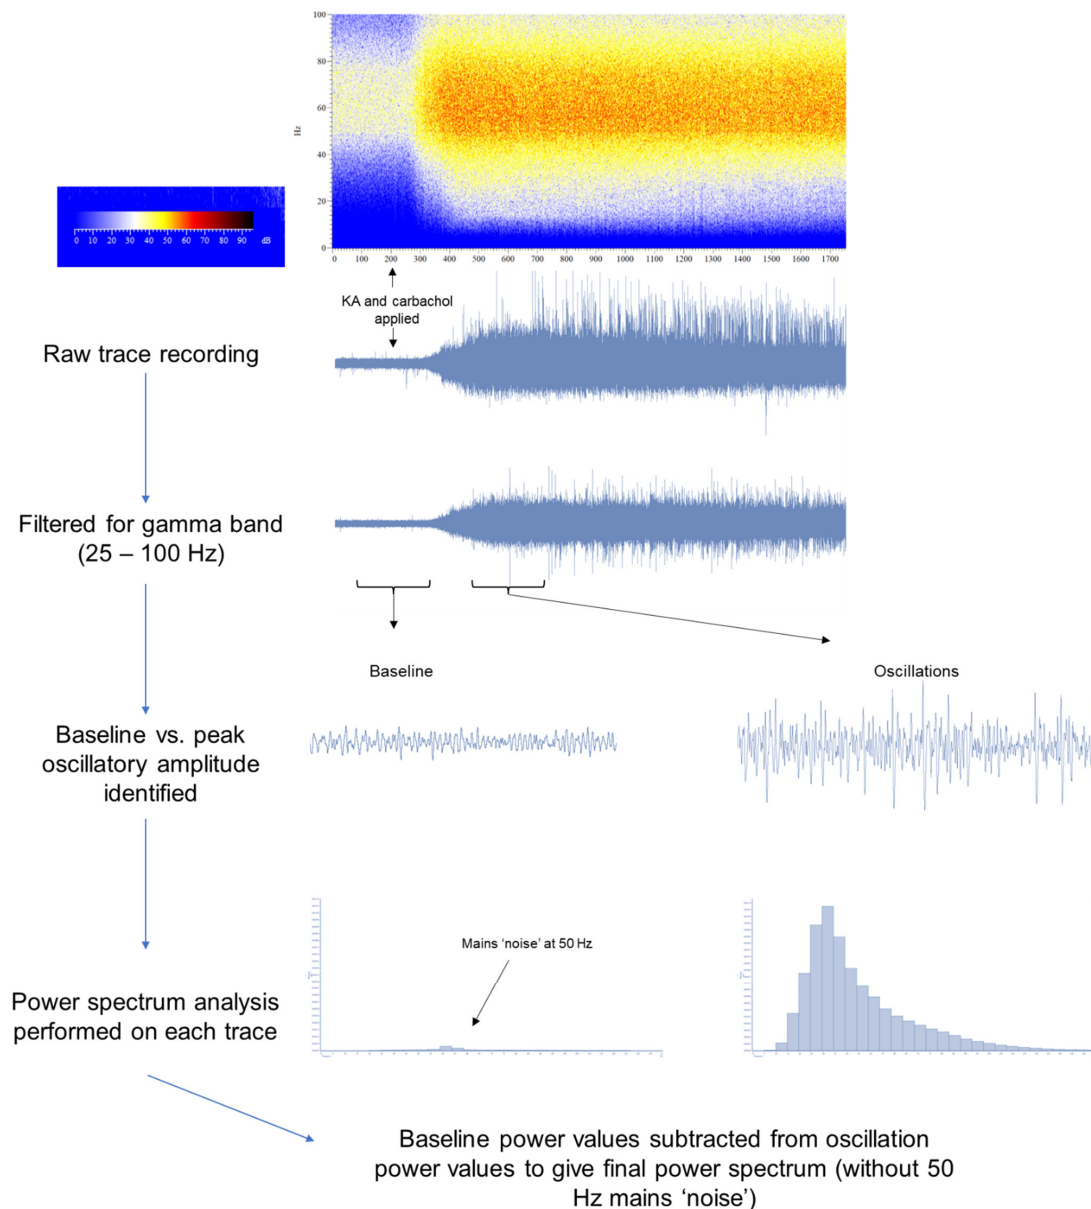 100
80
60
40
20
0
Hz
0 100 200 300 400 500 600 700 800 900 1000 1100 1200 1300 1400 1500 1600 1700
0 10 20 30 40 50 60 70 80 90 dB
KA and carbachol
applied
Raw trace recording
Filtered for gamma band
(25 – 100 Hz)
Baseline
Oscillations
Baseline vs. peak
oscillatory amplitude
identified
Mains ‘noise’ at 50 Hz
Power spectrum analysis
performed on each trace
Baseline power values subtracted from oscillation
power values to give final power spectrum (without 50
Hz mains ‘noise’)